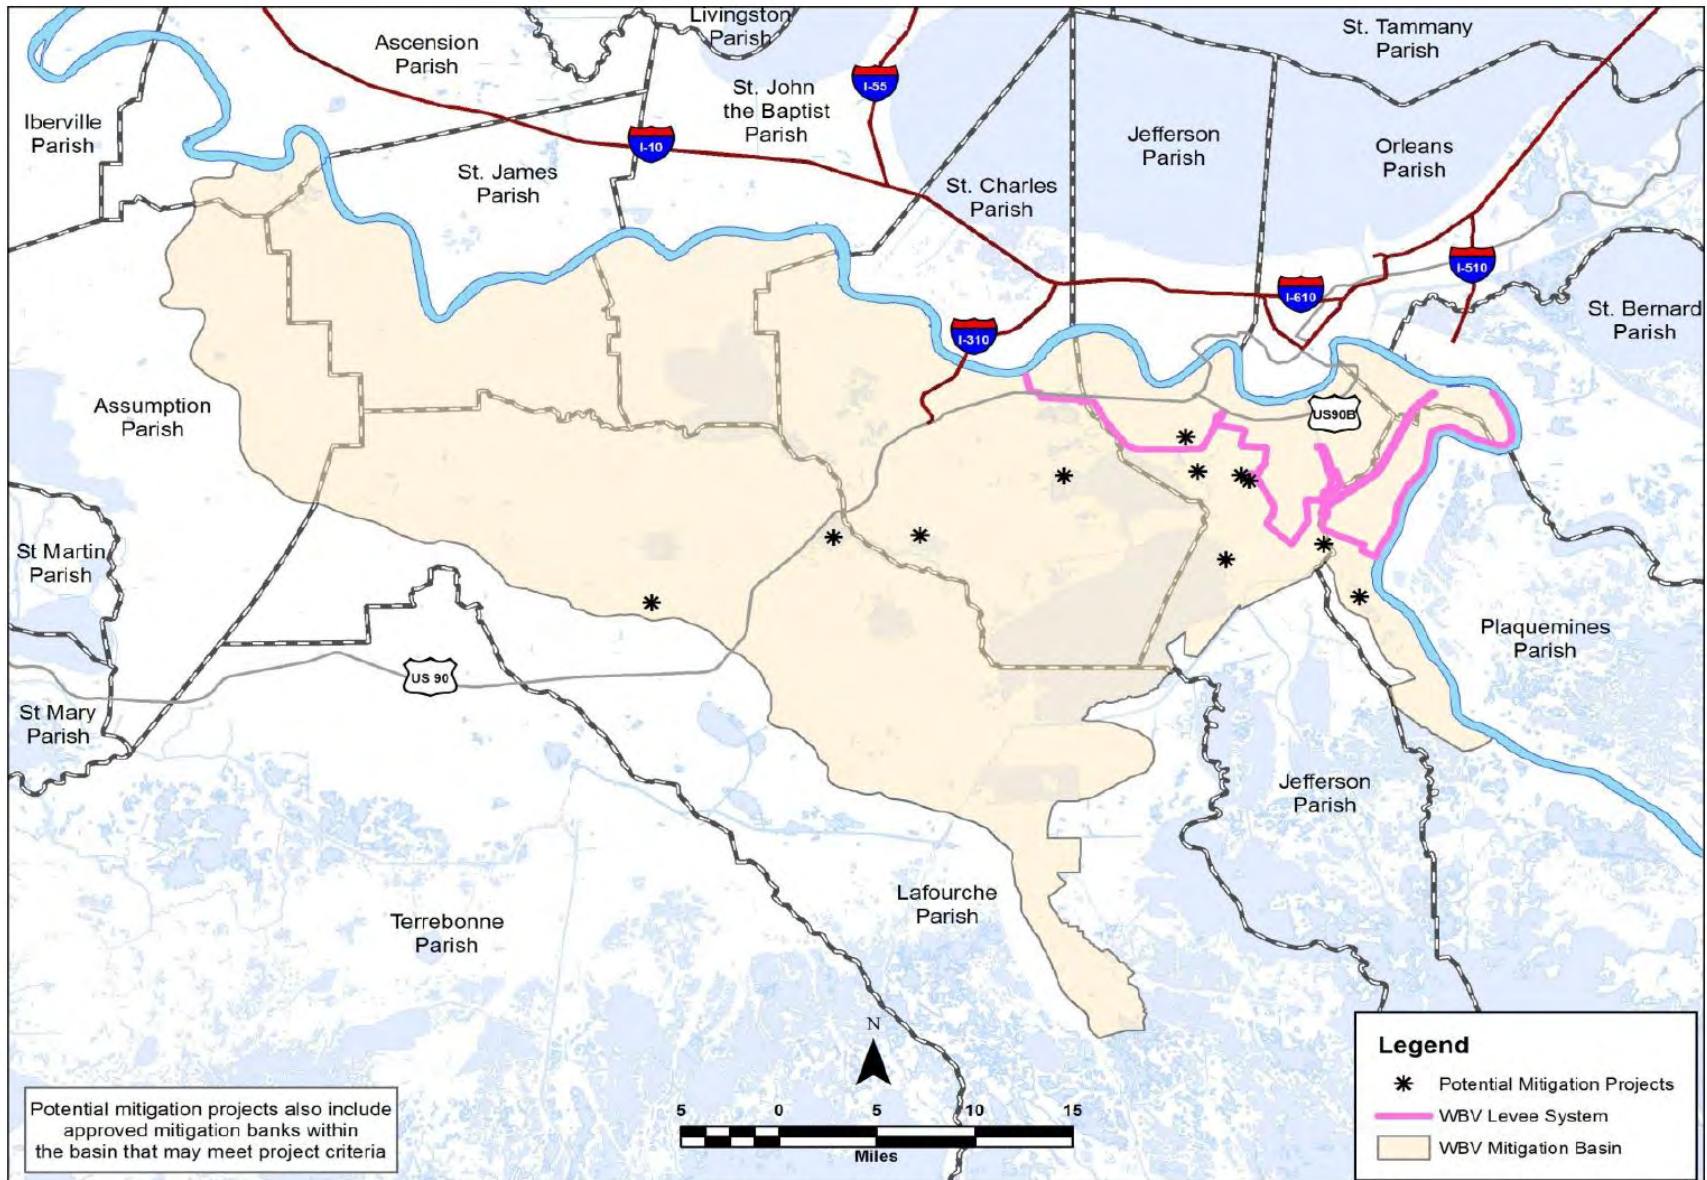 Livingston
Parish
Ascension
Parish
St. Tammany
Parish
I-55
St. John
the Baptist
Parish
Iberville
Parish
I-10
Jefferson
Parish
Orleans
Parish
St. James
Parish
St. Charles
Parish
I-510
I-610
St. Bernard
Parish
I-310
Assumption
Parish
US90B
St Martin
Parish
Plaquemines
Parish
US 90
St Mary
Parish
Jefferson
Parish
Lafourche
Parish
Terrebonne
Parish
N
5 0 5 10 15
Miles
Potential mitigation projects also include
approved mitigation banks within
the basin that may meet project criteria
Legend
Potential Mitigation Projects
WBV Levee System
WBV Mitigation Basin